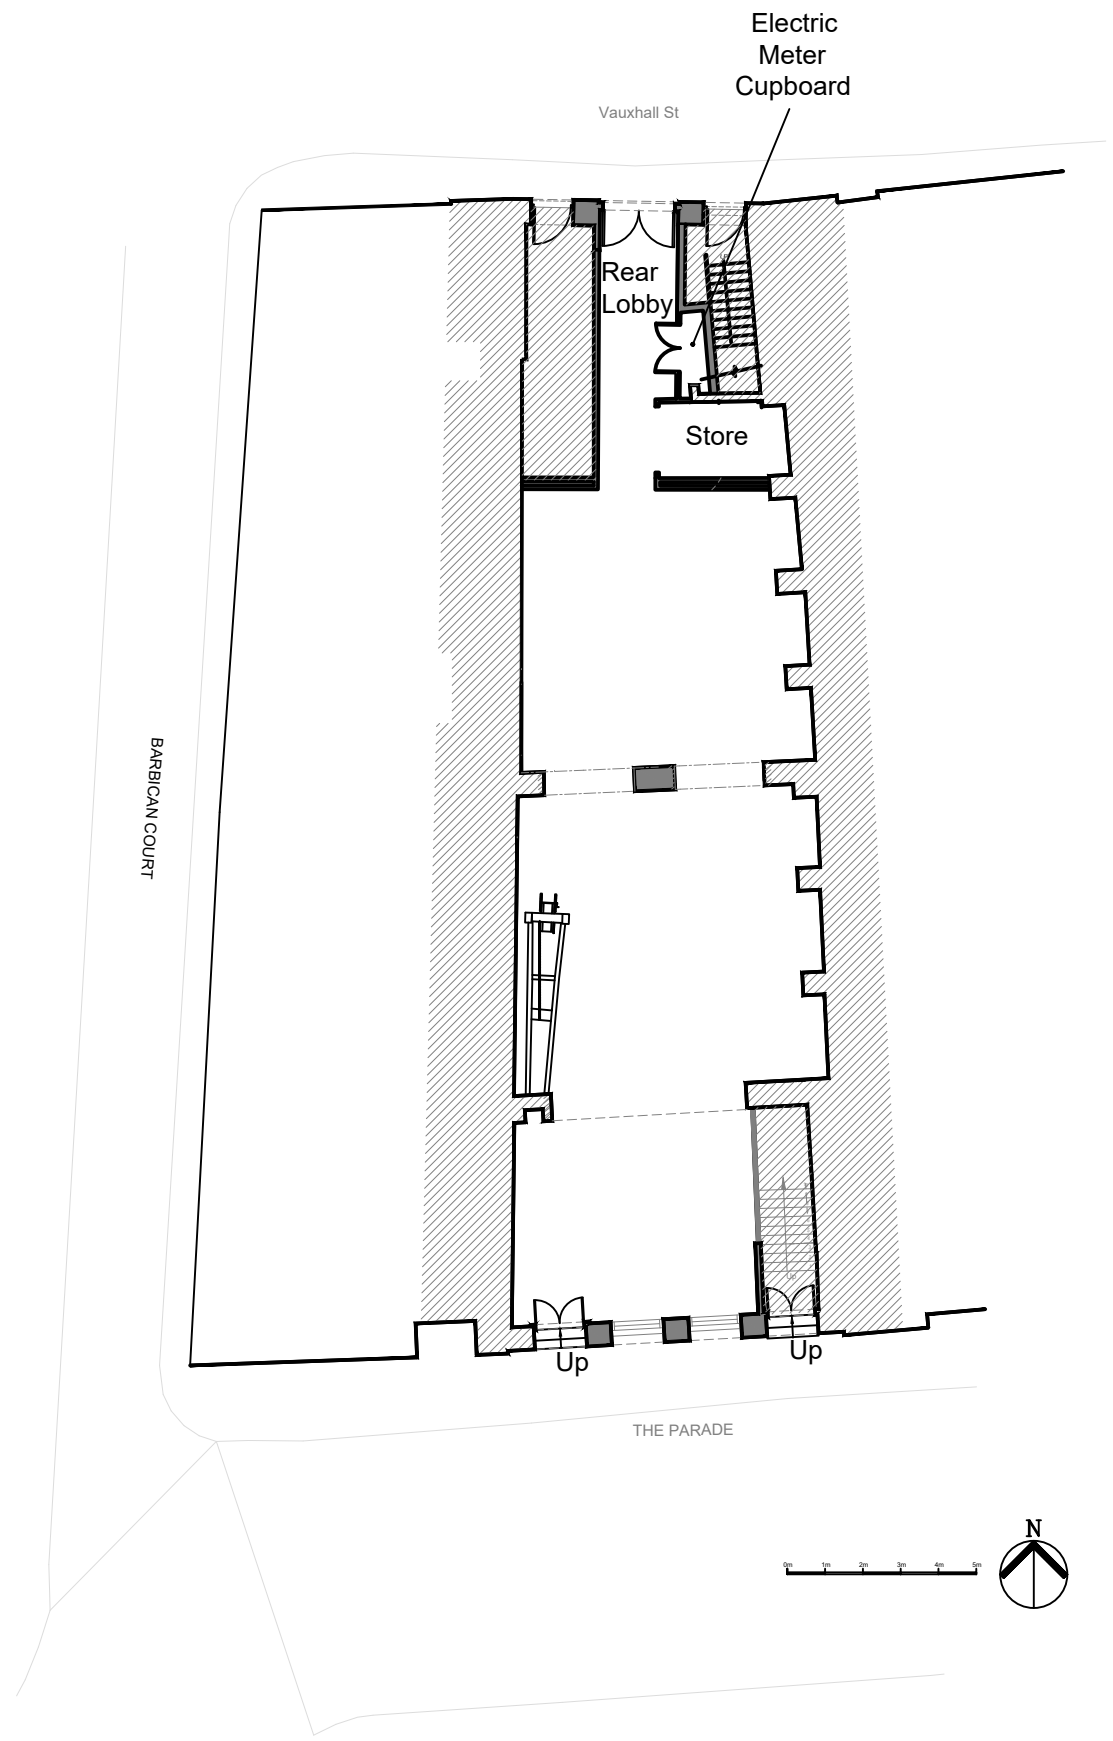 Electric
Meter
Cupboard
Vauxhall St
Rear
Lobby
Store
BARBICAN COURT
Up
Up
Up
THE PARADE
N
0m 1m 2m 3m 4m 5m